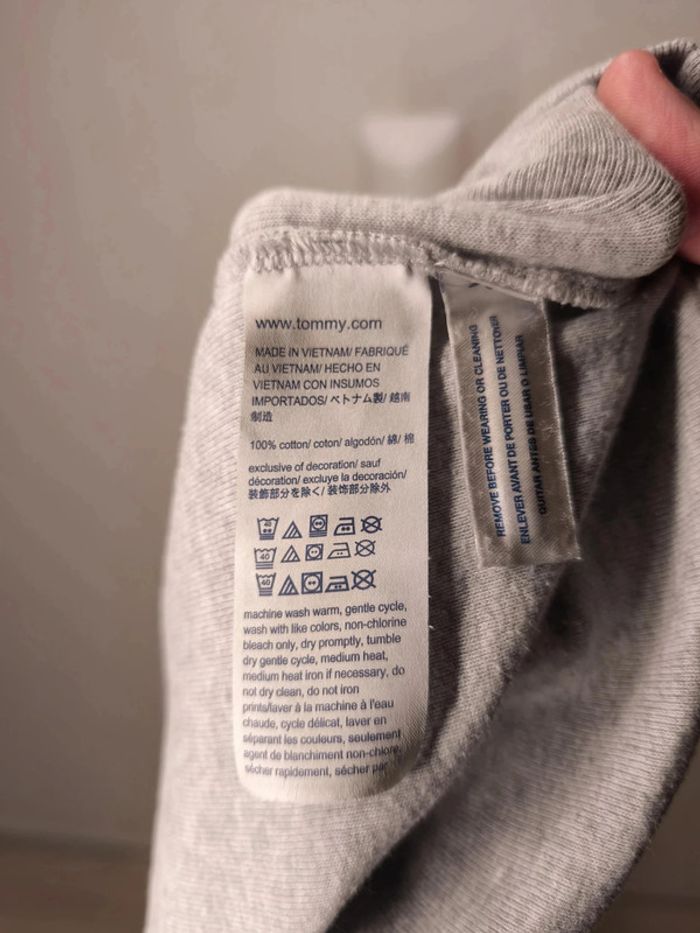 www.tommy.com
MADE IN VIETNAM/ FABRIQUÉ
AU VIETNAM/ HECHO EN
VIETNAM CON INSUMOS
IMPORTADOS/ ベトナム製/ 越南
制造
100% cotton/ coton/ algodón/ 綿/ 棉
exclusive of decoration/ sauf
décoration/ excluye la decoración/
装飾部分を除く/ 装饰部分除外
40
40
40
machine wash warm, gentle cycle,
wash with like colors, non-chlorine
bleach only, dry promptly, tumble
dry gentle cycle, medium heat,
medium heat iron if necessary, do
not dry clean, do not iron
prints/laver à la machine à l'eau
chaude, cycle délicat, laver en
séparant les couleurs, seulement
agent de blanchiment non-chlore,
sécher rapidement, sécher par
REMOVE BEFORE WEARING OR CLEANING
ENLEVER AVANT DE PORTER OU DE NETTOYER
QUITAR ANTES DE USAR O LIMPIAR